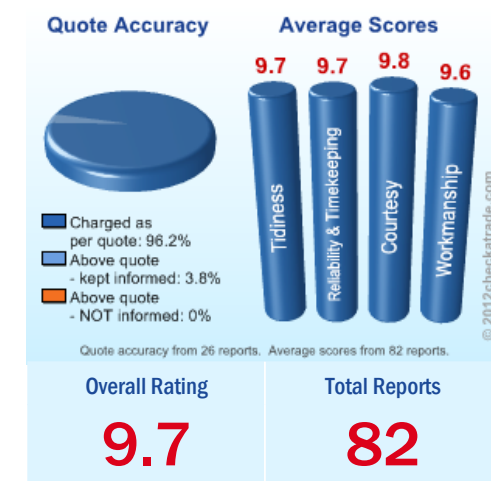 Quote Accuracy
Average Scores
9.7 9.7 9.8 9.6
Tidiness
Reliability & Timekeeping
Courtesy
Workmanship
Charged as
per quote: 96.2%
Above quote
- kept informed: 3.8%
Above quote
- NOT informed: 0%
© 2012checkatrade.com
Quote accuracy from 26 reports. Average scores from 82 reports.
Overall Rating
9.7
Total Reports
82